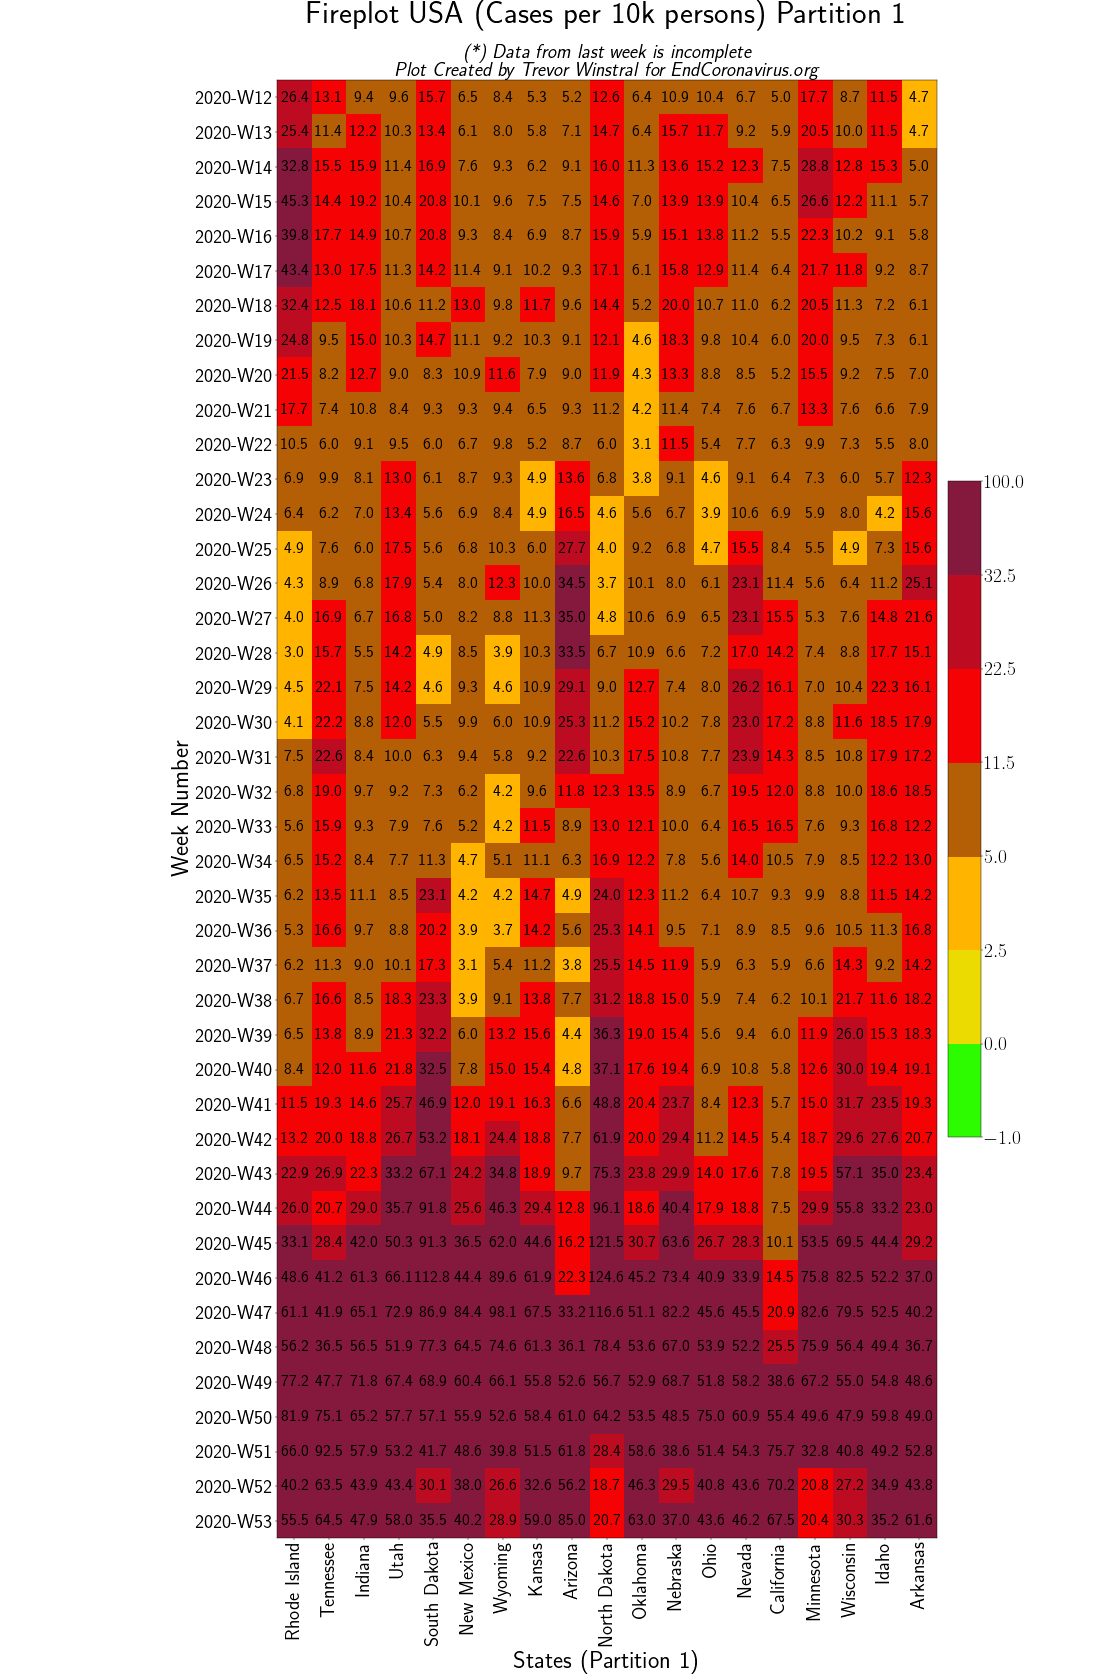 Fireplot USA (Cases per 10k persons) Partition 1
(*) Data from last week is incomplete
Plot Created by Trevor Winstral for EndCoronavirus.org
Week Number
2020-W12 26.4 13.1 9.4 9.6 15.7 6.5 8.4 5.3 5.2 12.6 6.4 10.9 10.4 6.7 5.0 17.7 8.7 11.5 4.7
2020-W13 25.4 11.4 12.2 10.3 13.4 6.1 8.0 5.8 7.1 14.7 6.4 15.7 11.7 9.2 5.9 20.5 10.0 11.5 4.7
2020-W14 32.8 15.5 15.9 11.4 16.9 7.6 9.3 6.2 9.1 16.0 11.3 13.6 15.2 12.3 7.5 28.8 12.8 15.3 5.0
2020-W15 45.3 14.4 19.2 10.4 20.8 10.1 9.6 7.5 7.5 14.6 7.0 13.9 13.9 10.4 6.5 26.6 12.2 11.1 5.7
2020-W16 39.8 17.7 14.9 10.7 20.8 9.3 8.4 6.9 8.7 15.9 5.9 15.1 13.8 11.2 5.5 22.3 10.2 9.1 5.8
2020-W17 43.4 13.0 17.5 11.3 14.2 11.4 9.1 10.2 9.3 17.1 6.1 15.8 12.9 11.4 6.4 21.7 11.8 9.2 8.7
2020-W18 32.4 12.5 18.1 10.6 11.2 13.0 9.8 11.7 9.6 14.4 5.2 20.0 10.7 11.0 6.2 20.5 11.3 7.2 6.1
2020-W19 24.8 9.5 15.0 10.3 14.7 11.1 9.2 10.3 9.1 12.1 4.6 18.3 9.8 10.4 6.0 20.0 9.5 7.3 6.1
2020-W20 21.5 8.2 12.7 9.0 8.3 10.9 11.6 7.9 9.0 11.9 4.3 13.3 8.8 8.5 5.2 15.5 9.2 7.5 7.0
2020-W21 17.7 7.4 10.8 8.4 9.3 9.3 9.4 6.5 9.3 11.2 4.2 11.4 7.4 7.6 6.7 13.3 7.6 6.6 7.9
2020-W22 10.5 6.0 9.1 9.5 6.0 6.7 9.8 5.2 8.7 6.0 3.1 11.5 5.4 7.7 6.3 9.9 7.3 5.5 8.0
2020-W23 6.9 9.9 8.1 13.0 6.1 8.7 9.3 4.9 13.6 6.8 3.8 9.1 4.6 9.1 6.4 7.3 6.0 5.7 12.3
2020-W24 6.4 6.2 7.0 13.4 5.6 6.9 8.4 4.9 16.5 4.6 5.6 6.7 3.9 10.6 6.9 5.9 8.0 4.2 15.6
2020-W25 4.9 7.6 6.0 17.5 5.6 6.8 10.3 6.0 27.7 4.0 9.2 6.8 4.7 15.5 8.4 5.5 4.9 7.3 15.6
2020-W26 4.3 8.9 6.8 17.9 5.4 8.0 12.3 10.0 34.5 3.7 10.1 8.0 6.1 23.1 11.4 5.6 6.4 11.2 25.1
2020-W27 4.0 16.9 6.7 16.8 5.0 8.2 8.8 11.3 35.0 4.8 10.6 6.9 6.5 23.1 15.5 5.3 7.6 14.8 21.6
2020-W28 3.0 15.7 5.5 14.2 4.9 8.5 3.9 10.3 33.5 6.7 10.9 6.6 7.2 17.0 14.2 7.4 8.8 17.7 15.1
2020-W29 4.5 22.1 7.5 14.2 4.6 9.3 4.6 10.9 29.1 9.0 12.7 7.4 8.0 26.2 16.1 7.0 10.4 22.3 16.1
2020-W30 4.1 22.2 8.8 12.0 5.5 9.9 6.0 10.9 25.3 11.2 15.2 10.2 7.8 23.0 17.2 8.8 11.6 18.5 17.9
2020-W31 7.5 22.6 8.4 10.0 6.3 9.4 5.8 9.2 22.6 10.3 17.5 10.8 7.7 23.9 14.3 8.5 10.8 17.9 17.2
2020-W32 6.8 19.0 9.7 9.2 7.3 6.2 4.2 9.6 11.8 12.3 13.5 8.9 6.7 19.5 12.0 8.8 10.0 18.6 18.5
2020-W33 5.6 15.9 9.3 7.9 7.6 5.2 4.2 11.5 8.9 13.0 12.1 10.0 6.4 16.5 16.5 7.6 9.3 16.8 12.2
2020-W34 6.5 15.2 8.4 7.7 11.3 4.7 5.1 11.1 6.3 16.9 12.2 7.8 5.6 14.0 10.5 7.9 8.5 12.2 13.0
2020-W35 6.2 13.5 11.1 8.5 23.1 4.2 4.2 14.7 4.9 24.0 12.3 11.2 6.4 10.7 9.3 9.9 8.8 11.5 14.2
2020-W36 5.3 16.6 9.7 8.8 20.2 3.9 3.7 14.2 5.6 25.3 14.1 9.5 7.1 8.9 8.5 9.6 10.5 11.3 16.8
2020-W37 6.2 11.3 9.0 10.1 17.3 3.1 5.4 11.2 3.8 25.5 14.5 11.9 5.9 6.3 5.9 6.6 14.3 9.2 14.2
2020-W38 6.7 16.6 8.5 18.3 23.3 3.9 9.1 13.8 7.7 31.2 18.8 15.0 5.9 7.4 6.2 10.1 21.7 11.6 18.2
2020-W39 6.5 13.8 8.9 21.3 32.2 6.0 13.2 15.6 4.4 36.3 19.0 15.4 5.6 9.4 6.0 11.9 26.0 15.3 18.3
2020-W40 8.4 12.0 11.6 21.8 32.5 7.8 15.0 15.4 4.8 37.1 17.6 19.4 6.9 10.8 5.8 12.6 30.0 19.4 19.1
2020-W41 11.5 19.3 14.6 25.7 46.9 12.0 19.1 16.3 6.6 48.8 20.4 23.7 8.4 12.3 5.7 15.0 31.7 23.5 19.3
2020-W42 13.2 20.0 18.8 26.7 53.2 18.1 24.4 18.8 7.7 61.9 20.0 29.4 11.2 14.5 5.4 18.7 29.6 27.6 20.7
2020-W43 22.9 26.9 22.3 33.2 67.1 24.2 34.8 18.9 9.7 75.3 23.8 29.9 14.0 17.6 7.8 19.5 57.1 35.0 23.4
2020-W44 26.0 20.7 29.0 35.7 91.8 25.6 46.3 29.4 12.8 96.1 18.6 40.4 17.9 18.8 7.5 29.9 55.8 33.2 23.0
2020-W45 33.1 28.4 42.0 50.3 91.3 36.5 62.0 44.6 16.2 121.5 30.7 63.6 26.7 28.3 10.1 53.5 69.5 44.4 29.2
2020-W46 48.6 41.2 61.3 66.1 112.8 44.4 89.6 61.9 22.3 124.6 45.2 73.4 40.9 33.9 14.5 75.8 82.5 52.2 37.0
2020-W47 61.1 41.9 65.1 72.9 86.9 84.4 98.1 67.5 33.2 116.6 51.1 82.2 45.6 45.5 20.9 82.6 79.5 52.5 40.2
2020-W48 56.2 36.5 56.5 51.9 77.3 64.5 74.6 61.3 36.1 78.4 53.6 67.0 53.9 52.2 25.5 75.9 56.4 49.4 36.7
2020-W49 77.2 47.7 71.8 67.4 68.9 60.4 66.1 55.8 52.6 56.7 52.9 68.7 51.8 58.2 38.6 67.2 55.0 54.8 48.6
2020-W50 81.9 75.1 65.2 57.7 57.1 55.9 52.6 58.4 61.0 64.2 53.5 48.5 75.0 60.9 55.4 49.6 47.9 59.8 49.0
2020-W51 66.0 92.5 57.9 53.2 41.7 48.6 39.8 51.5 61.8 28.4 58.6 38.6 51.4 54.3 75.7 32.8 40.8 49.2 52.8
2020-W52 40.2 63.5 43.9 43.4 30.1 38.0 26.6 32.6 56.2 18.7 46.3 29.5 40.8 43.6 70.2 20.8 27.2 34.9 43.8
2020-W53 55.5 64.5 47.9 58.0 35.5 40.2 28.9 59.0 85.0 20.7 63.0 37.0 43.6 46.2 67.5 20.4 30.3 35.2 61.6
Rhode Island Tennessee Indiana Utah South Dakota New Mexico Wyoming Kansas Arizona North Dakota Oklahoma Nebraska Ohio Nevada California Minnesota Wisconsin Idaho Arkansas
States (Partition 1)
100.0
32.5
22.5
11.5
5.0
2.5
0.0
−1.0